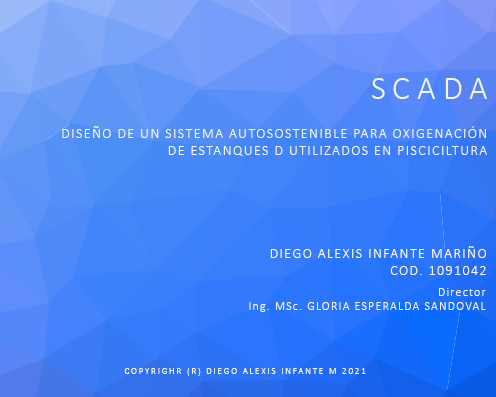 SCADA
DISEÑO DE UN SISTEMA AUTOSOSTENIBLE PARA OXIGENACIÓN
DE ESTANQUES D UTILIZADOS EN PISCICILTURA
DIEGO ALEXIS INFANTE MARIÑO
COD. 1091042
Director
Ing. MSc. GLORIA ESPERALDA SANDOVAL
COPYRIGHR (R) DIEGO ALEXIS INFANTE M 2021